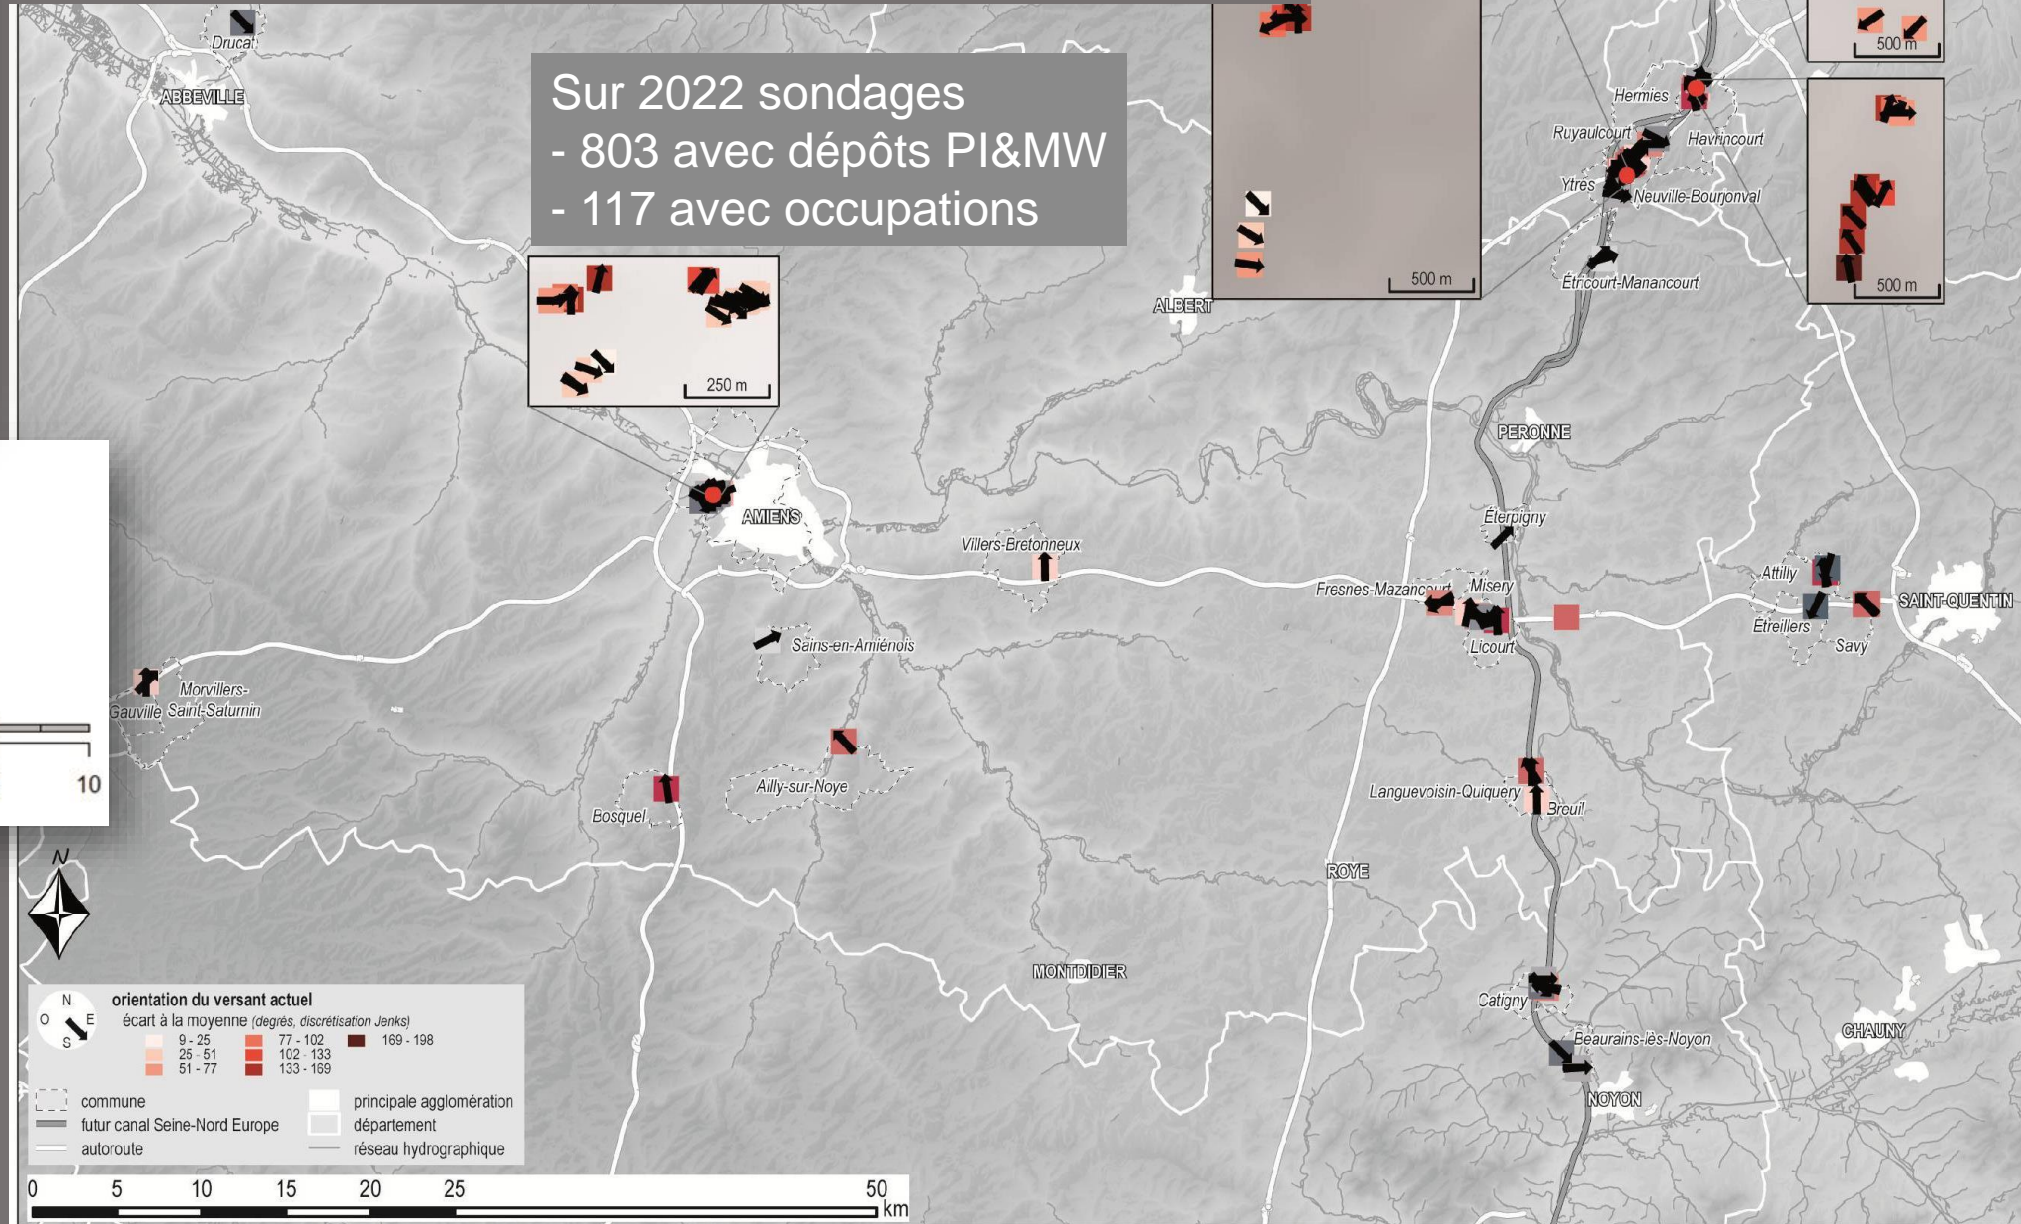 Drucat
ABBEVILLE
Sur 2022 sondages
- 803 avec dépôts PI&MW
- 117 avec occupations
500 m
Hermies
Ruyaulcourt
Havrincourt
Ytres
Neuville-Bourjonval
Étricourt-Manancourt
500 m
500 m
ALBERT
250 m
PERONNE
AMIENS
Éterpigny
Villers-Bretonneux
Attilly
Fresnes-Mazancourt
Misery
SAINT-QUENTIN
Étreillers
Licourt
Savy
Sains-en-Amiénois
Morvillers-
Saint-Saturnin
Gauville
10
Ailly-sur-Noye
Bosquel
Languevoisin-Quiquery
Breuil
N
ROYE
MONTDIDIER
Catigny
CHAUNY
Beaurains-lès-Noyon
NOYON
N
O
E
S
orientation du versant actuel
écart à la moyenne (degrés, discrétisation Jenks)
9 - 25
77 - 102
169 - 198
25 - 51
102 - 133
51 - 77
133 - 169
commune
principale agglomération
futur canal Seine-Nord Europe
département
autoroute
réseau hydrographique
0 5 10 15 20 25 50
km